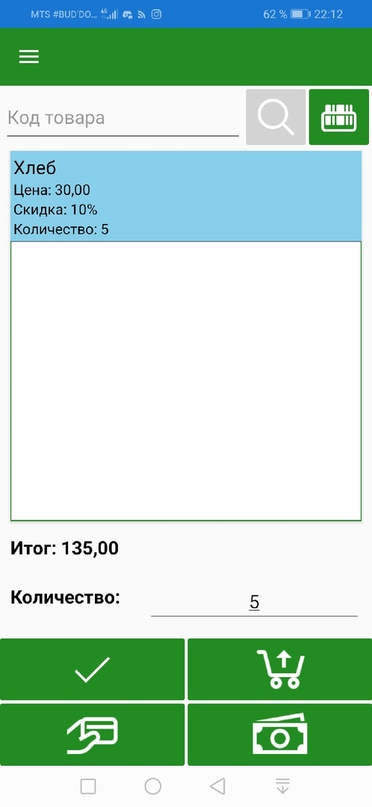 MTS #BUD'DO... 4G 62 % 22:12
Код товара
Хлеб
Цена: 30,00
Скидка: 10%
Количество: 5
Итог: 135,00
Количество: 5